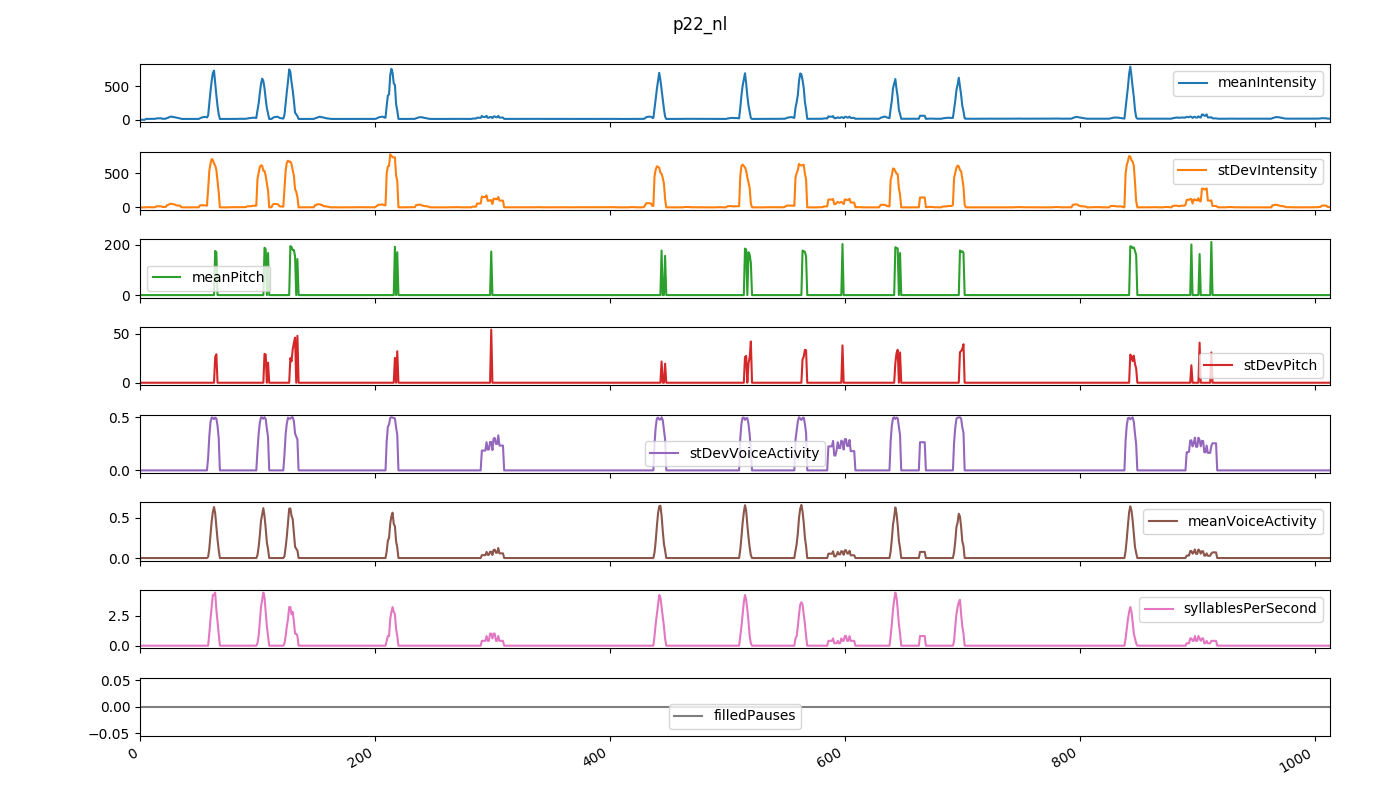 p22_nl
500
0
meanIntensity
500
0
stDevIntensity
200
0
meanPitch
50
0
stDevPitch
0.5
0.0
stDevVoiceActivity
0.5
0.0
meanVoiceActivity
2.5
0.0
syllablesPerSecond
0.05
0.00
−0.05
filledPauses
0 200 400 600 800 1000